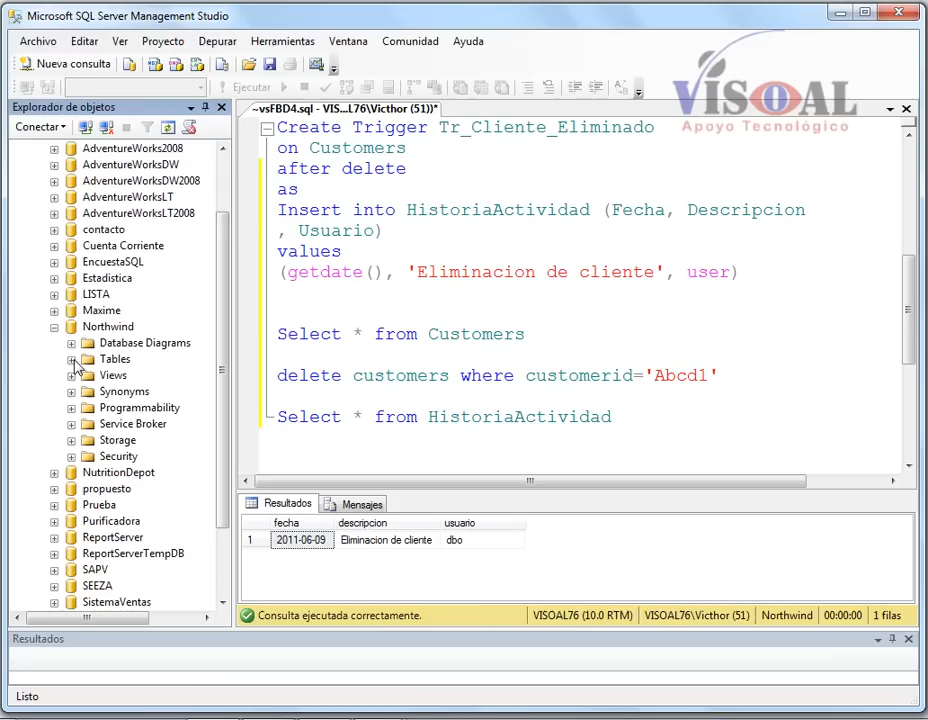 Microsoft SQL Server Management Studio
Archivo Editar Ver Proyecto Depurar Herramientas Ventana Comunidad Ayuda
Nueva consulta
Ejecutar
VISOAL
Apoyo Tecnológico
Explorador de objetos
Conectar
AdventureWorks2008
AdventureWorksDW
AdventureWorksDW2008
AdventureWorksLT
AdventureWorksLT2008
contacto
Cuenta Corriente
EncuestaSQL
Estadistica
LISTA
Maxime
Northwind
Database Diagrams
Tables
Views
Synonyms
Programmability
Service Broker
Storage
Security
NutritionDepot
propuesto
Prueba
Purificadora
ReportServer
ReportServerTempDB
SAPV
SEEZA
SistemaVentas
~vsFBD4.sql - VIS...L76\Victhor (51))*
Create Trigger Tr_Cliente_Eliminado
on Customers
after delete
as
Insert into HistoriaActividad (Fecha, Descripcion
, Usuario)
values
(getdate(), 'Eliminacion de cliente', user)
Select * from Customers
delete customers where customerid='Abcd1'
Select * from HistoriaActividad
Resultados Mensajes
fecha descripcion usuario
1 2011-06-09 Eliminacion de cliente dbo
Consulta ejecutada correctamente. VISOAL76 (10.0 RTM) VISOAL76\Victhor (51) Northwind 00:00:00 1 filas
Resultados
Listo